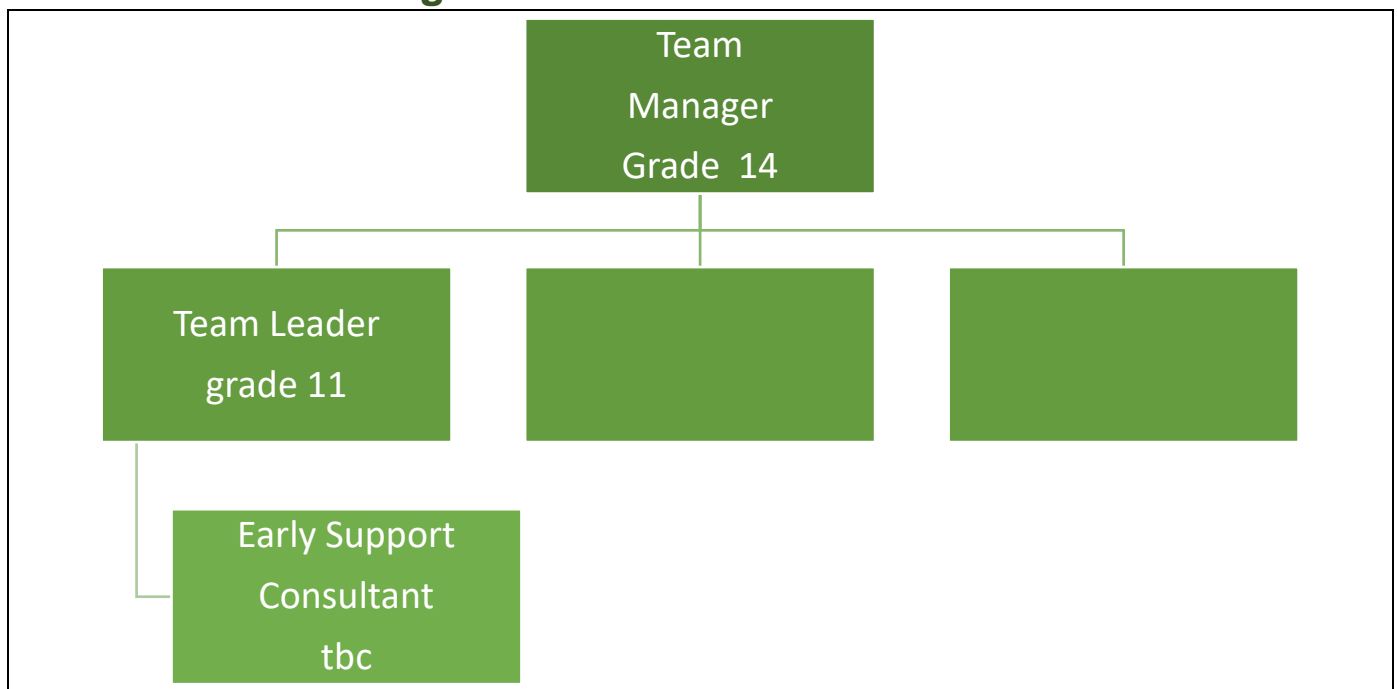 Team
Manager
Grade 14
Team Leader
grade 11
Early Support
Consultant
tbc